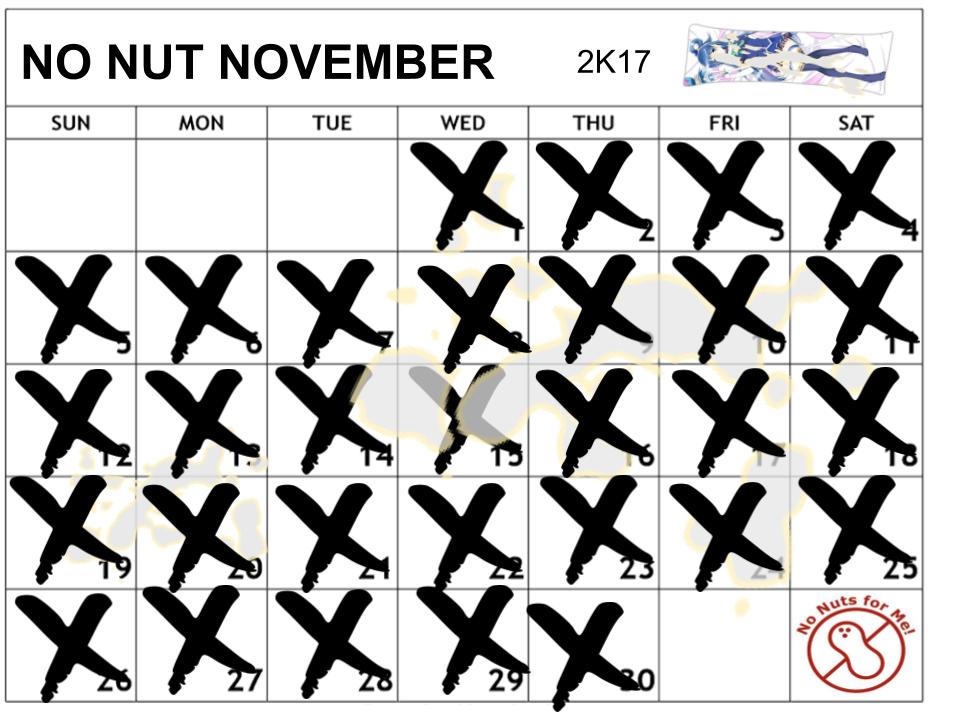 NO NUT NOVEMBER 2K17
SUN MON TUE WED THU FRI SAT
1 2 3 4
5 6 7 8 9 10 11
12 13 14 15 16 17 18
19 20 21 22 23 24 25
26 27 28 29 30
No Nuts for Me!